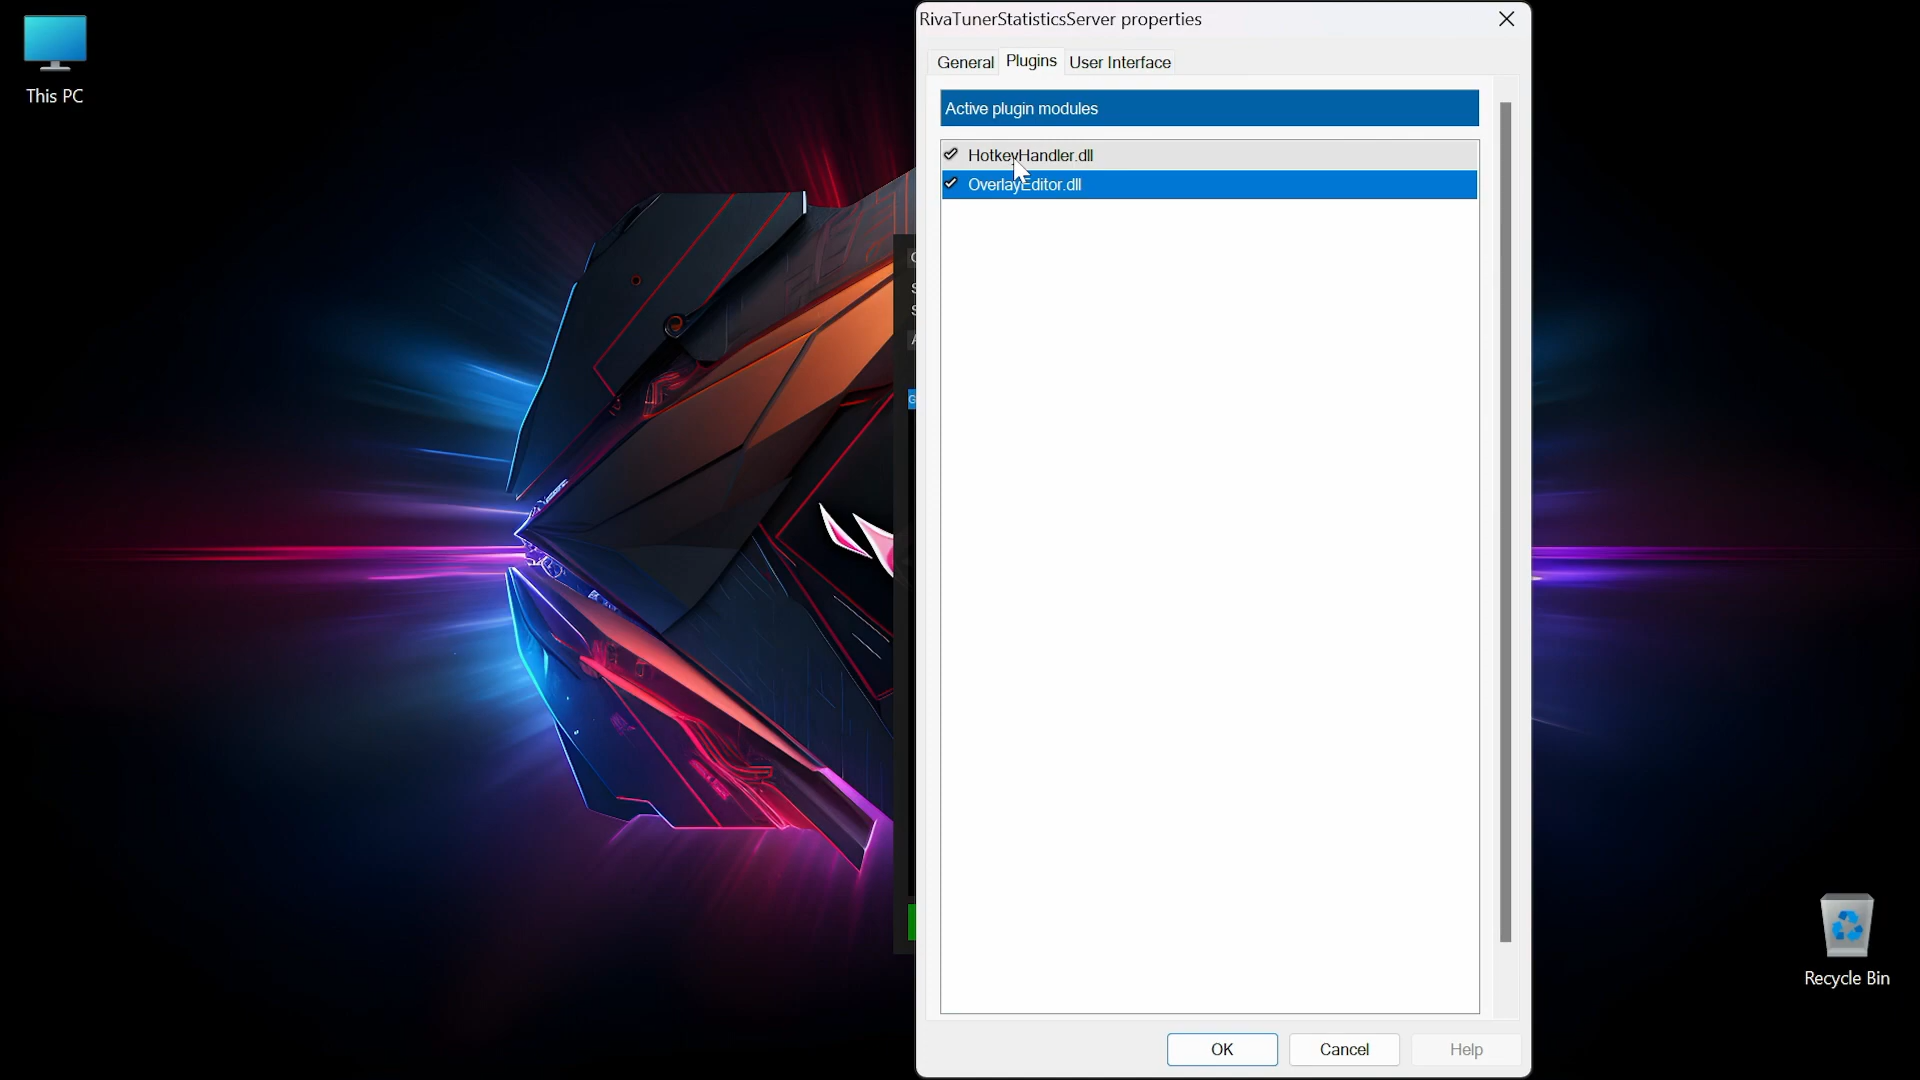 This PC
RivaTunerStatisticsServer properties
General
Plugins
User Interface
Active plugin modules
HotkeyHandler.dll
OverlayEditor.dll
OK
Cancel
Help
Recycle Bin